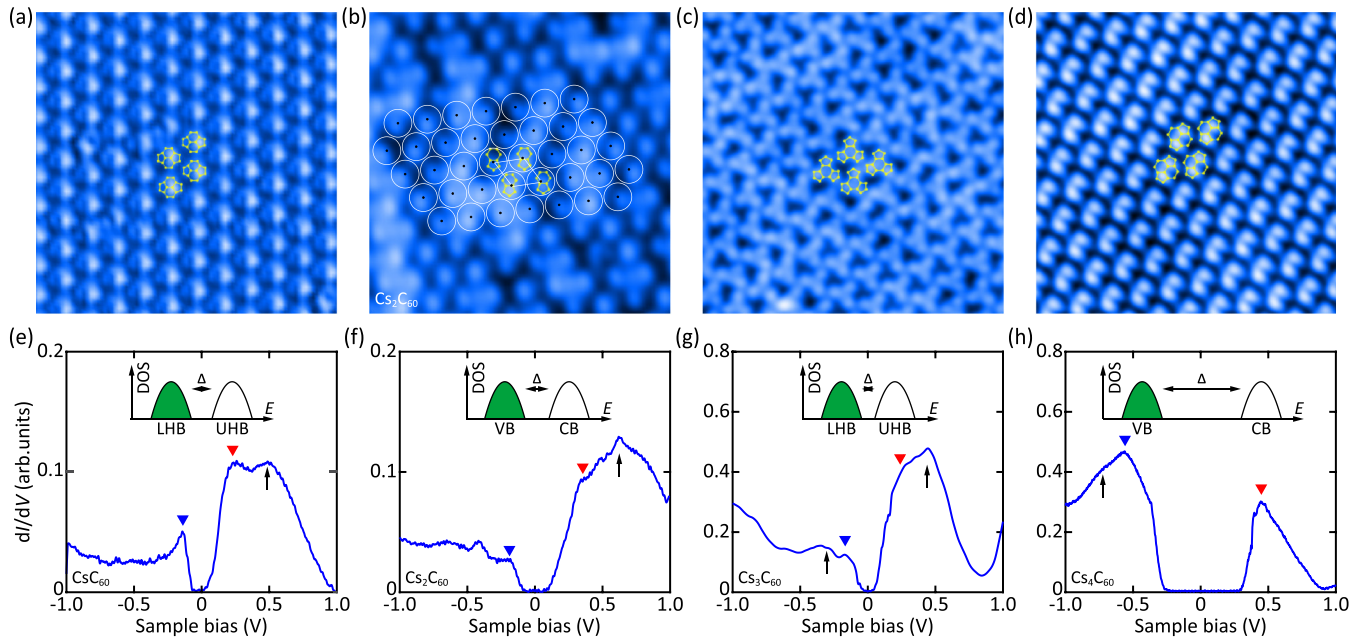 (a)
(b)
(c)
(d)
Cs₂C₆₀
(e)
(f)
(g)
(h)
dI/dV (arb.units)
0.2
0.1
0
DOS
Δ
E
LHB
UHB
CsC₆₀
-1.0
-0.5
0
0.5
1.0
Sample bias (V)
0.2
0.1
0
DOS
Δ
E
VB
CB
Cs₂C₆₀
-1.0
-0.5
0
0.5
1.0
Sample bias (V)
0.8
0.6
0.4
0.2
0
DOS
Δ
E
LHB
UHB
Cs₃C₆₀
-1.0
-0.5
0
0.5
1.0
Sample bias (V)
0.8
0.6
0.4
0.2
0
DOS
Δ
E
VB
CB
Cs₄C₆₀
-1.0
-0.5
0
0.5
1.0
Sample bias (V)